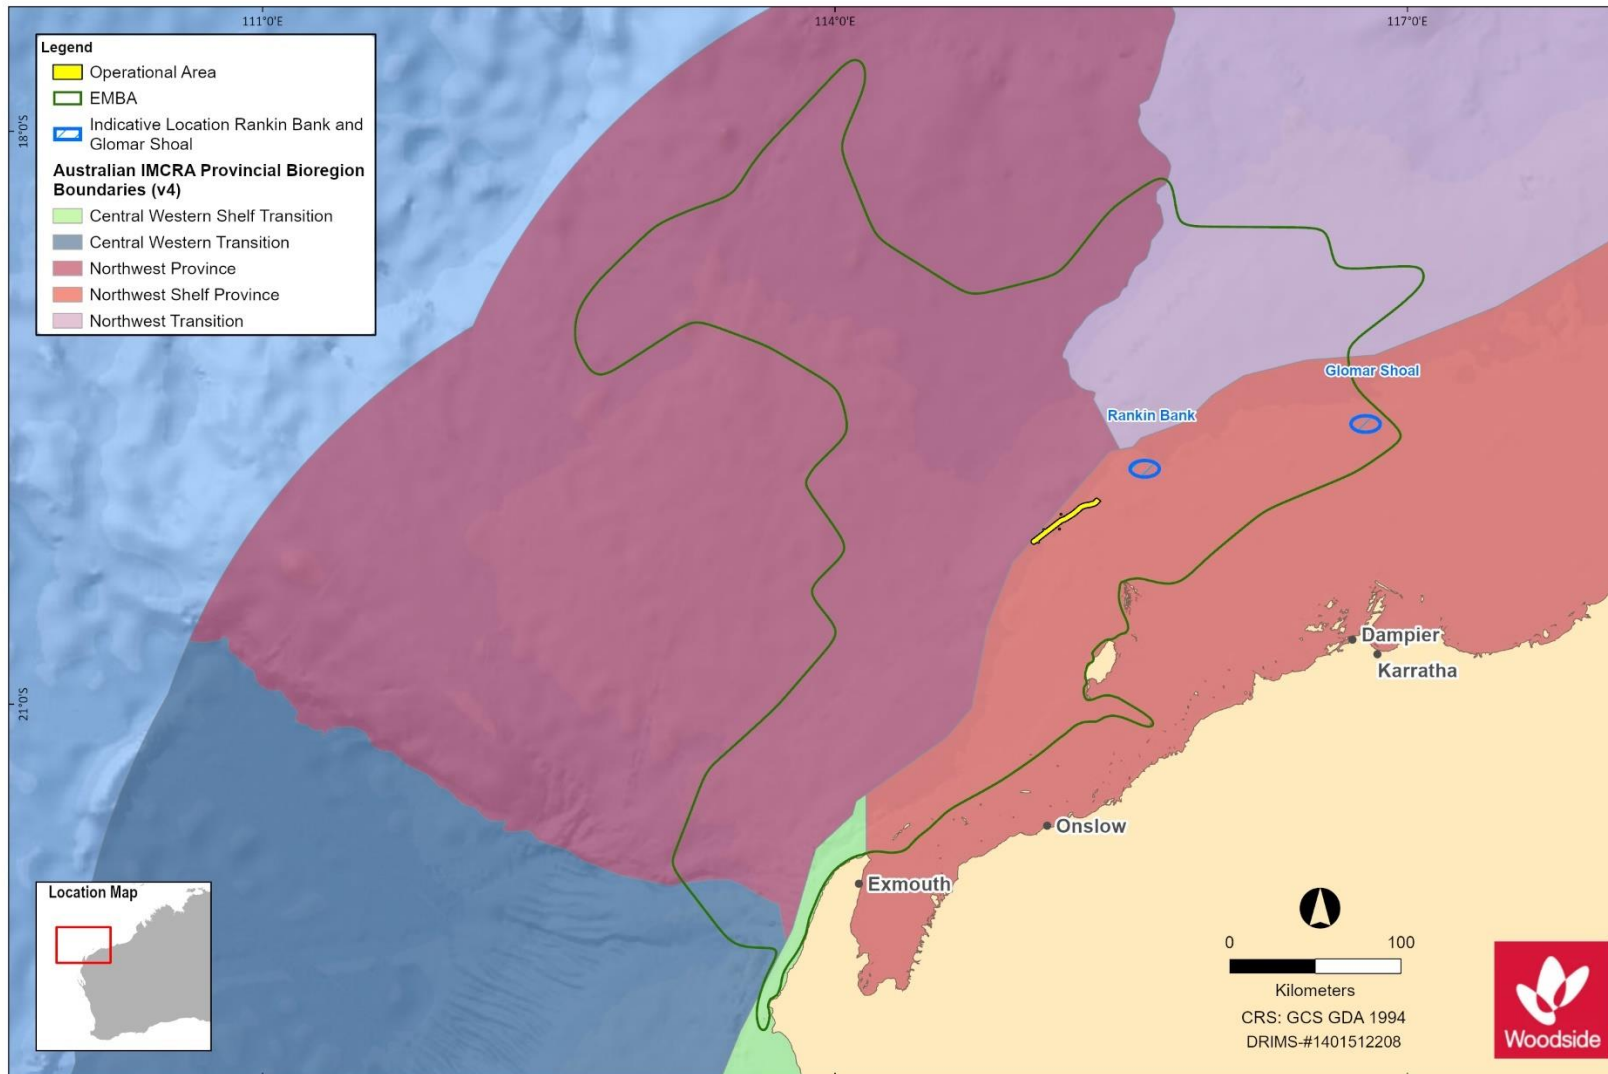 111°0'E
114°0'E
117°0'E
18°0'S
21°0'S
Legend
Operational Area
EMBA
Indicative Location Rankin Bank and
Glomar Shoal
Australian IMCRA Provincial Bioregion
Boundaries (v4)
Central Western Shelf Transition
Central Western Transition
Northwest Province
Northwest Shelf Province
Northwest Transition
Glomar Shoal
Rankin Bank
Dampier
Karratha
Onslow
Exmouth
Location Map
0 100
Kilometers
CRS: GCS GDA 1994
DRIMS-#1401512208
Woodside